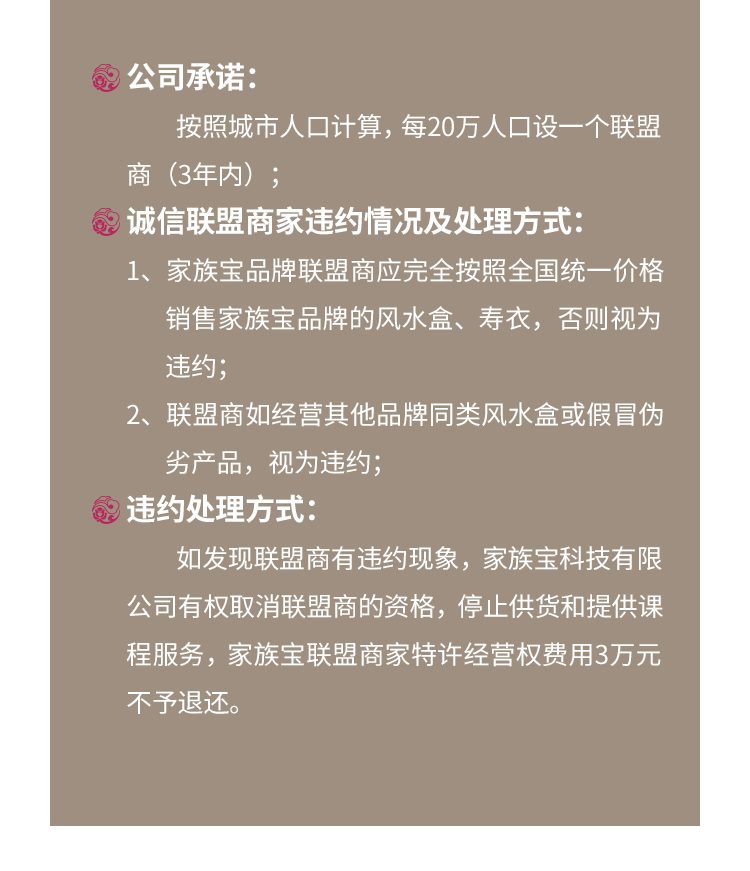 公司承诺：
按照城市人口计算，每20万人口设一个联盟
商（3年内）；
诚信联盟商家违约情况及处理方式：
1、家族宝品牌联盟商应完全按照全国统一价格
销售家族宝品牌的风水盒、寿衣，否则视为
违约；
2、联盟商如经营其他品牌同类风水盒或假冒伪
劣产品，视为违约；
违约处理方式：
如发现联盟商有违约现象，家族宝科技有限
公司有权取消联盟商的资格，停止供货和提供课
程服务，家族宝联盟商家特许经营权费用3万元
不予退还。